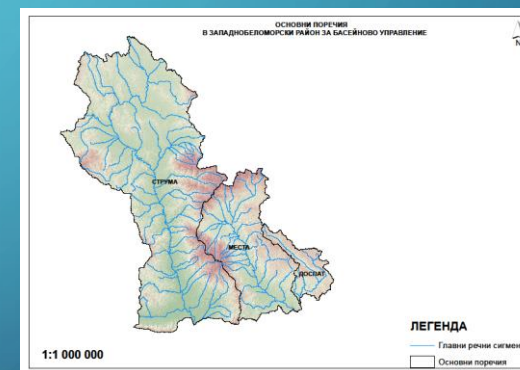 ОСНОВНИ ПОРЕЧИЯ
В ЗАПАДНОБЕЛОМОРСКИ РАЙОН ЗА БАСЕЙНОВО УПРАВЛЕНИЕ
N
СТРУМА
МЕСТА
ДОСПАТ
ЛЕГЕНДА
Главни речни сигмен
Основни поречия
1:1 000 000